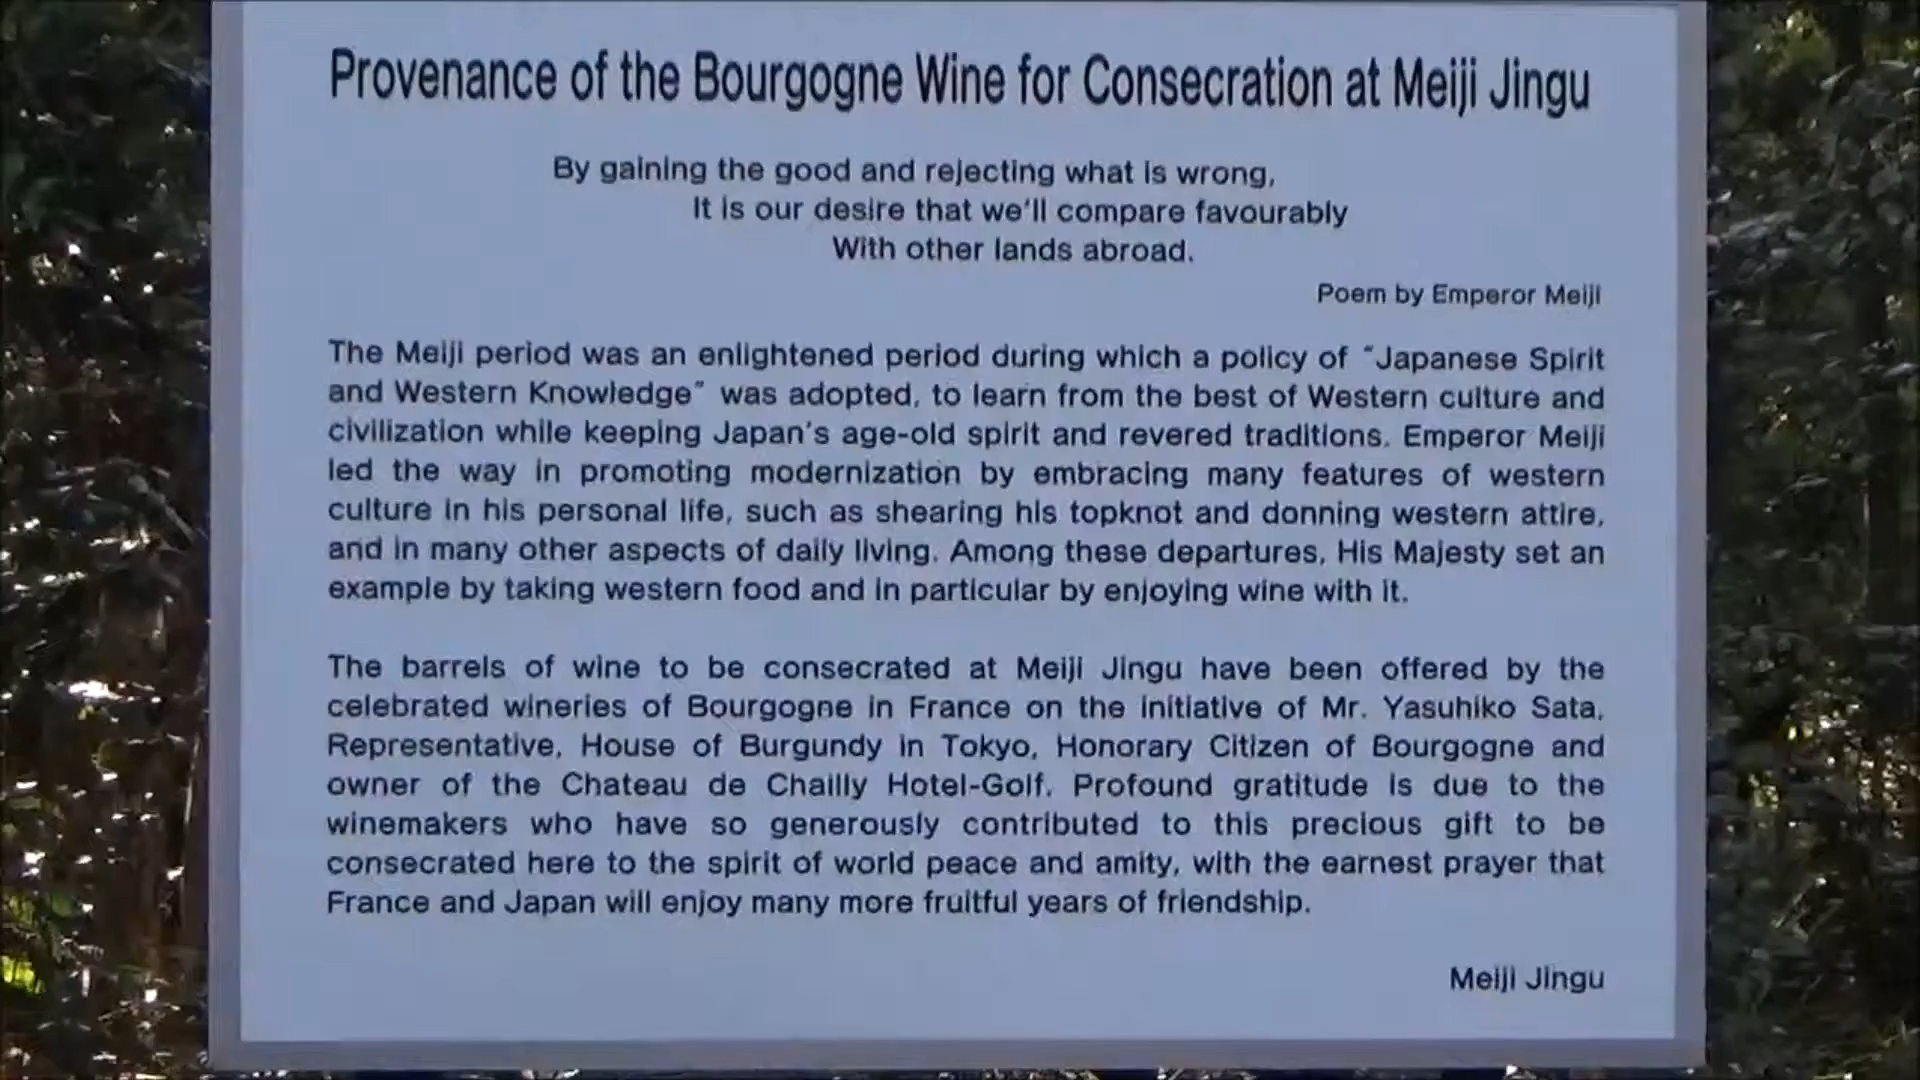 Provenance of the Bourgogne Wine for Consecration at Meiji Jingu
By gaining the good and rejecting what is wrong,
It is our desire that we'll compare favourably
With other lands abroad.
Poem by Emperor Meiji
The Meiji period was an enlightened period during which a policy of "Japanese Spirit
and Western Knowledge" was adopted, to learn from the best of Western culture and
civilization while keeping Japan's age-old spirit and revered traditions. Emperor Meiji
led the way in promoting modernization by embracing many features of western
culture in his personal life, such as shearing his topknot and donning western attire,
and in many other aspects of daily living. Among these departures, His Majesty set an
example by taking western food and in particular by enjoying wine with it.
The barrels of wine to be consecrated at Meiji Jingu have been offered by the
celebrated wineries of Bourgogne in France on the initiative of Mr. Yasuhiko Sata,
Representative, House of Burgundy in Tokyo, Honorary Citizen of Bourgogne and
owner of the Chateau de Chailly Hotel-Golf. Profound gratitude is due to the
winemakers who have so generously contributed to this precious gift to be
consecrated here to the spirit of world peace and amity, with the earnest prayer that
France and Japan will enjoy many more fruitful years of friendship.
Meiji Jingu